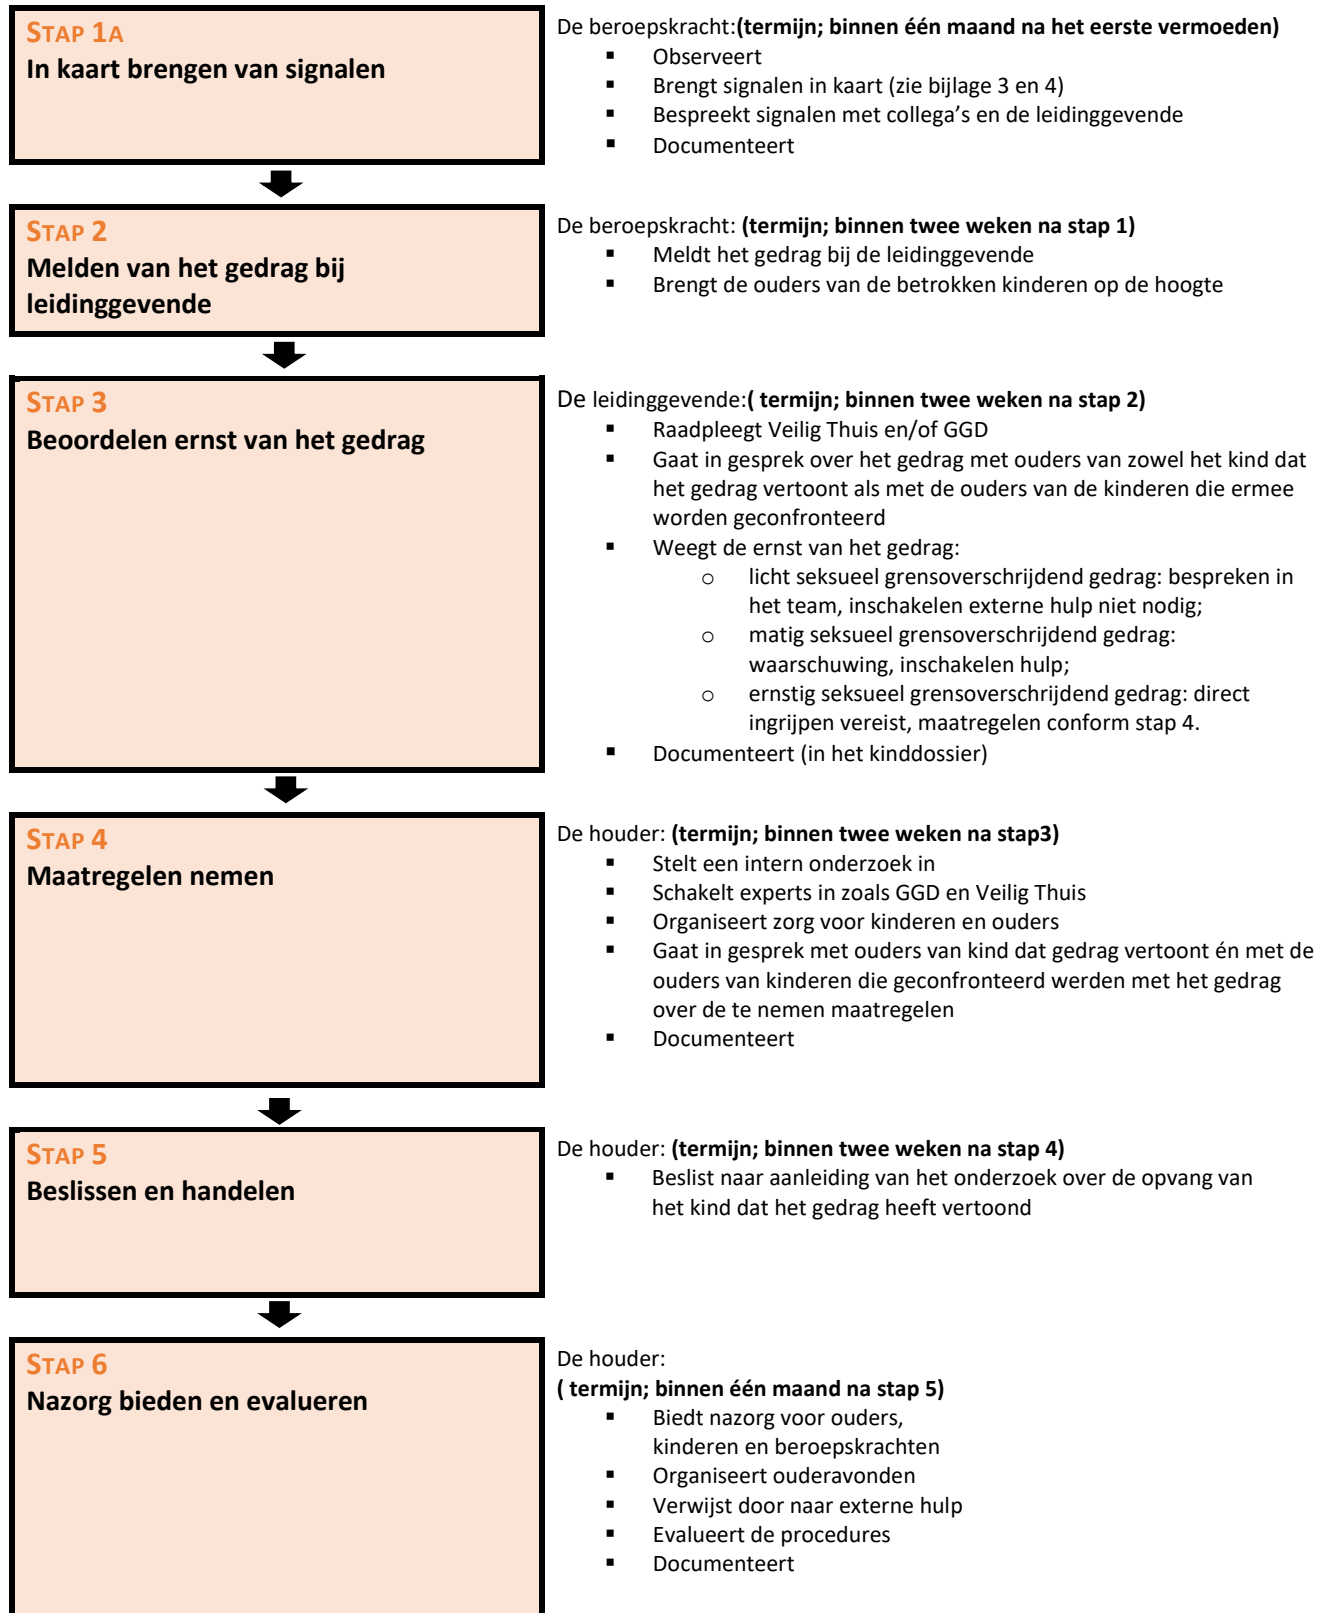 STAP 1A
In kaart brengen van signalen
De beroepskracht:(termijn; binnen één maand na het eerste vermoeden)
▪ Observeert
▪ Brengt signalen in kaart (zie bijlage 3 en 4)
▪ Bespreekt signalen met collega’s en de leidinggevende
▪ Documenteert
STAP 2
Melden van het gedrag bij
leidinggevende
De beroepskracht: (termijn; binnen twee weken na stap 1)
▪ Meldt het gedrag bij de leidinggevende
▪ Brengt de ouders van de betrokken kinderen op de hoogte
STAP 3
Beoordelen ernst van het gedrag
De leidinggevende:( termijn; binnen twee weken na stap 2)
▪ Raadpleegt Veilig Thuis en/of GGD
▪ Gaat in gesprek over het gedrag met ouders van zowel het kind dat
het gedrag vertoont als met de ouders van de kinderen die ermee
worden geconfronteerd
▪ Weegt de ernst van het gedrag:
o licht seksueel grensoverschrijdend gedrag: bespreken in
het team, inschakelen externe hulp niet nodig;
o matig seksueel grensoverschrijdend gedrag:
waarschuwing, inschakelen hulp;
o ernstig seksueel grensoverschrijdend gedrag: direct
ingrijpen vereist, maatregelen conform stap 4.
▪ Documenteert (in het kinddossier)
STAP 4
Maatregelen nemen
De houder: (termijn; binnen twee weken na stap3)
▪ Stelt een intern onderzoek in
▪ Schakelt experts in zoals GGD en Veilig Thuis
▪ Organiseert zorg voor kinderen en ouders
▪ Gaat in gesprek met ouders van kind dat gedrag vertoont én met de
ouders van kinderen die geconfronteerd werden met het gedrag
over de te nemen maatregelen
▪ Documenteert
STAP 5
Beslissen en handelen
De houder: (termijn; binnen twee weken na stap 4)
▪ Beslist naar aanleiding van het onderzoek over de opvang van
het kind dat het gedrag heeft vertoond
STAP 6
Nazorg bieden en evalueren
De houder:
( termijn; binnen één maand na stap 5)
▪ Biedt nazorg voor ouders,
kinderen en beroepskrachten
▪ Organiseert ouderavonden
▪ Verwijst door naar externe hulp
▪ Evalueert de procedures
▪ Documenteert